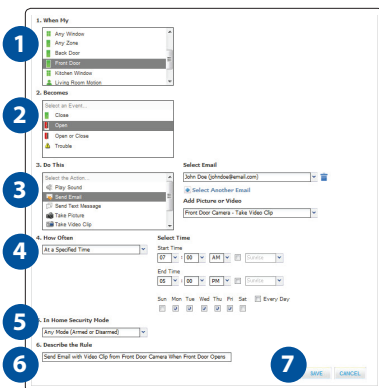 1. When My
1
Any Window
Any Zone
Back Door
Front Door
Kitchen Window
Living Room Motion
2. Becomes
2
Select an Event...
Close
Open
Open or Close
Trouble
3. Do This
3
Select the Action...
Play Sound
Send Email
Send Text Message
Take Picture
Take Video Clip
Select Email
John Doe (johndoe@email.com)
Select Another Email
Add Picture or Video
Front Door Camera - Take Video Clip
4. How Often
4
At a Specified Time
Select Time
Start Time
07 : 00 AM Sunrise
End Time
05 : 00 PM Sunrise
Sun Mon Tue Wed Thu Fri Sat Every Day
5
. In Home Security Mode
Any Mode (Armed or Disarmed)
6. Describe the Rule
6
Send Email with Video Clip from Front Door Camera When Front Door Opens
7
SAVE CANCEL